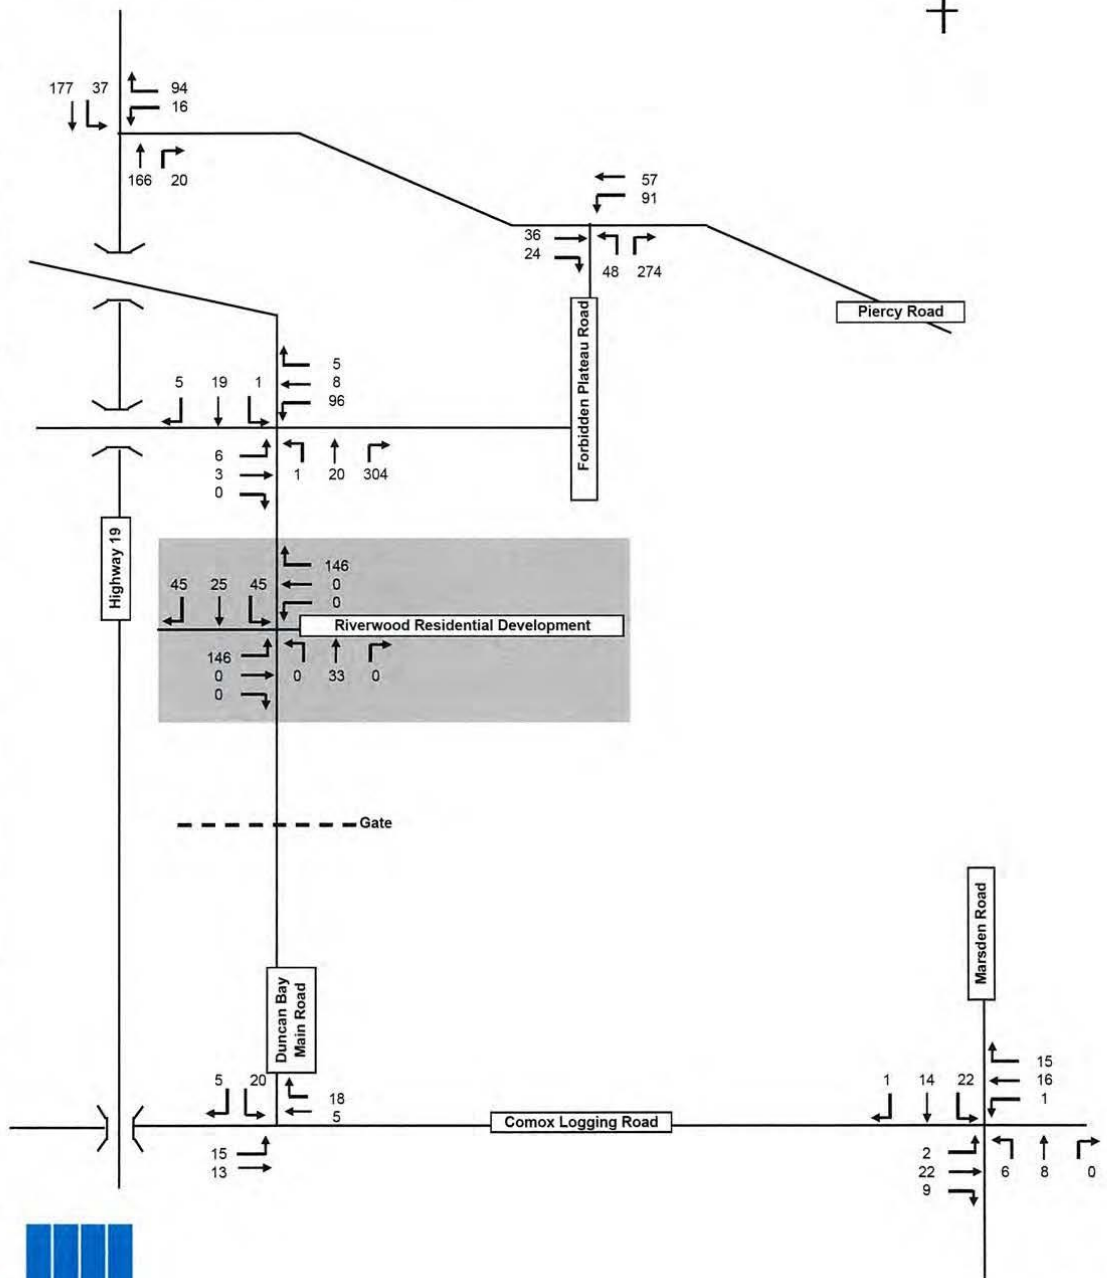 177 37
94
16
166 20
57
91
36
24
48 274
Piercy Road
Forbidden Plateau Road
5
8
96
5 19 1
6
3
0
1 20 304
Highway 19
146
0
0
45 25 45
Riverwood Residential Development
146
0
0
0 33 0
Gate
Marsden Road
Duncan Bay
Main Road
5 20
18
5
Comox Logging Road
15
13
1 14 22
15
16
1
2
22
9
6 8 0